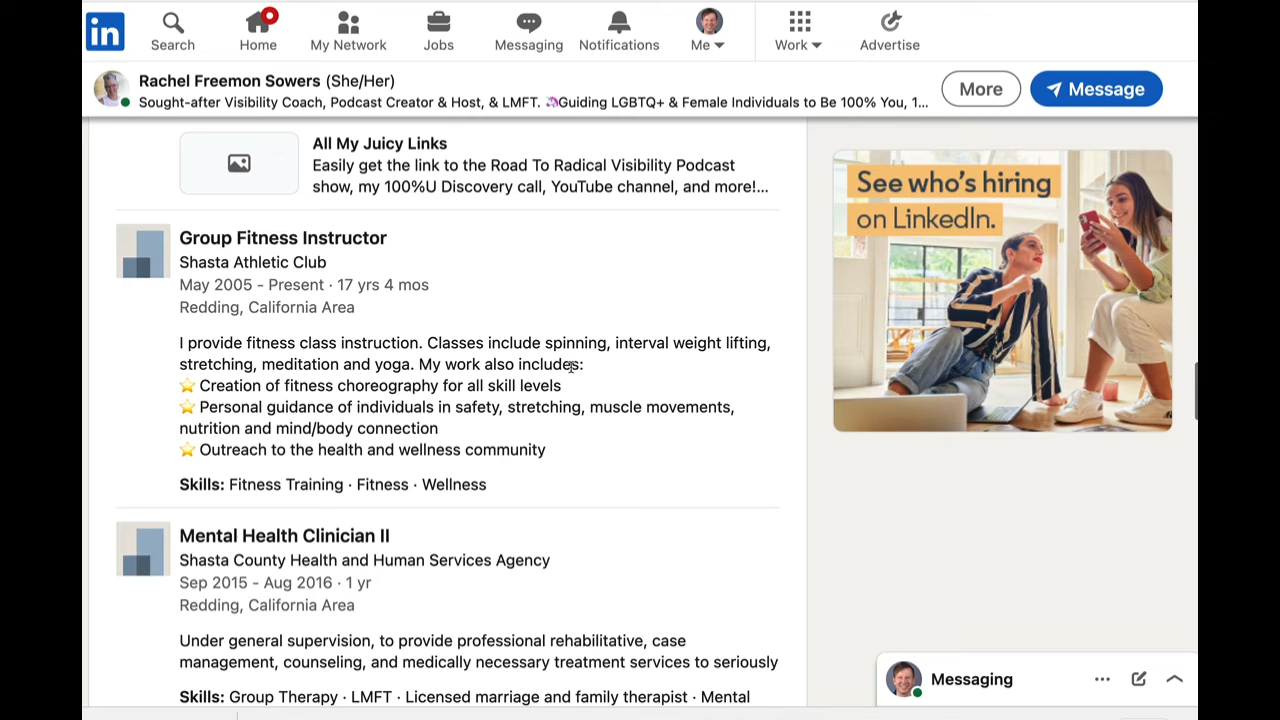 in
Search
Home
My Network
Jobs
Messaging
Notifications
Me
Work
Advertise
Rachel Freemon Sowers (She/Her)
Sought-after Visibility Coach, Podcast Creator & Host, & LMFT. 🦄Guiding LGBTQ+ & Female Individuals to Be 100% You, 1...
More
Message
All My Juicy Links
Easily get the link to the Road To Radical Visibility Podcast
show, my 100%U Discovery call, YouTube channel, and more!...
See who's hiring
on LinkedIn.
Group Fitness Instructor
Shasta Athletic Club
May 2005 - Present · 17 yrs 4 mos
Redding, California Area
I provide fitness class instruction. Classes include spinning, interval weight lifting,
stretching, meditation and yoga. My work also includes:
⭐ Creation of fitness choreography for all skill levels
⭐ Personal guidance of individuals in safety, stretching, muscle movements,
nutrition and mind/body connection
⭐ Outreach to the health and wellness community
Skills: Fitness Training · Fitness · Wellness
Mental Health Clinician II
Shasta County Health and Human Services Agency
Sep 2015 - Aug 2016 · 1 yr
Redding, California Area
Under general supervision, to provide professional rehabilitative, case
management, counseling, and medically necessary treatment services to seriously
Skills: Group Therapy · LMFT · Licensed marriage and family therapist · Mental
Messaging